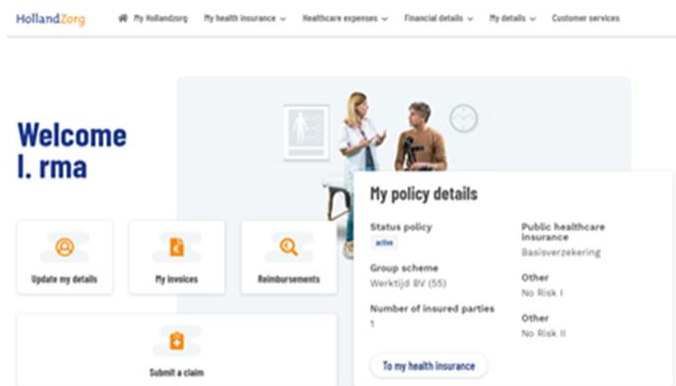 HollandZorg
My Hollandzorg
My health insurance
Healthcare expenses
Financial details
My details
Customer services
Welcome
I. rma
Update my details
My invoices
Reimbursements
Submit a claim
My policy details
Status policy
active
Group scheme
Werktijd BV (55)
Number of insured parties
1
Public healthcare
insurance
Basisverzekering
Other
No Risk I
Other
No Risk II
To my health insurance